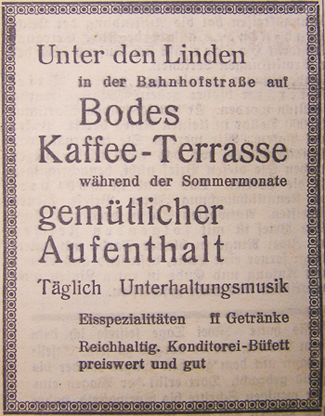 Unter den Linden
in der Bahnhofstraße auf
Bodes
Kaffee-Terrasse
während der Sommermonate
gemütlicher
Aufenthalt
Täglich Unterhaltungsmusik
Eisspezialitäten ff Getränke
Reichhaltig. Konditorei-Büfett
preiswert und gut